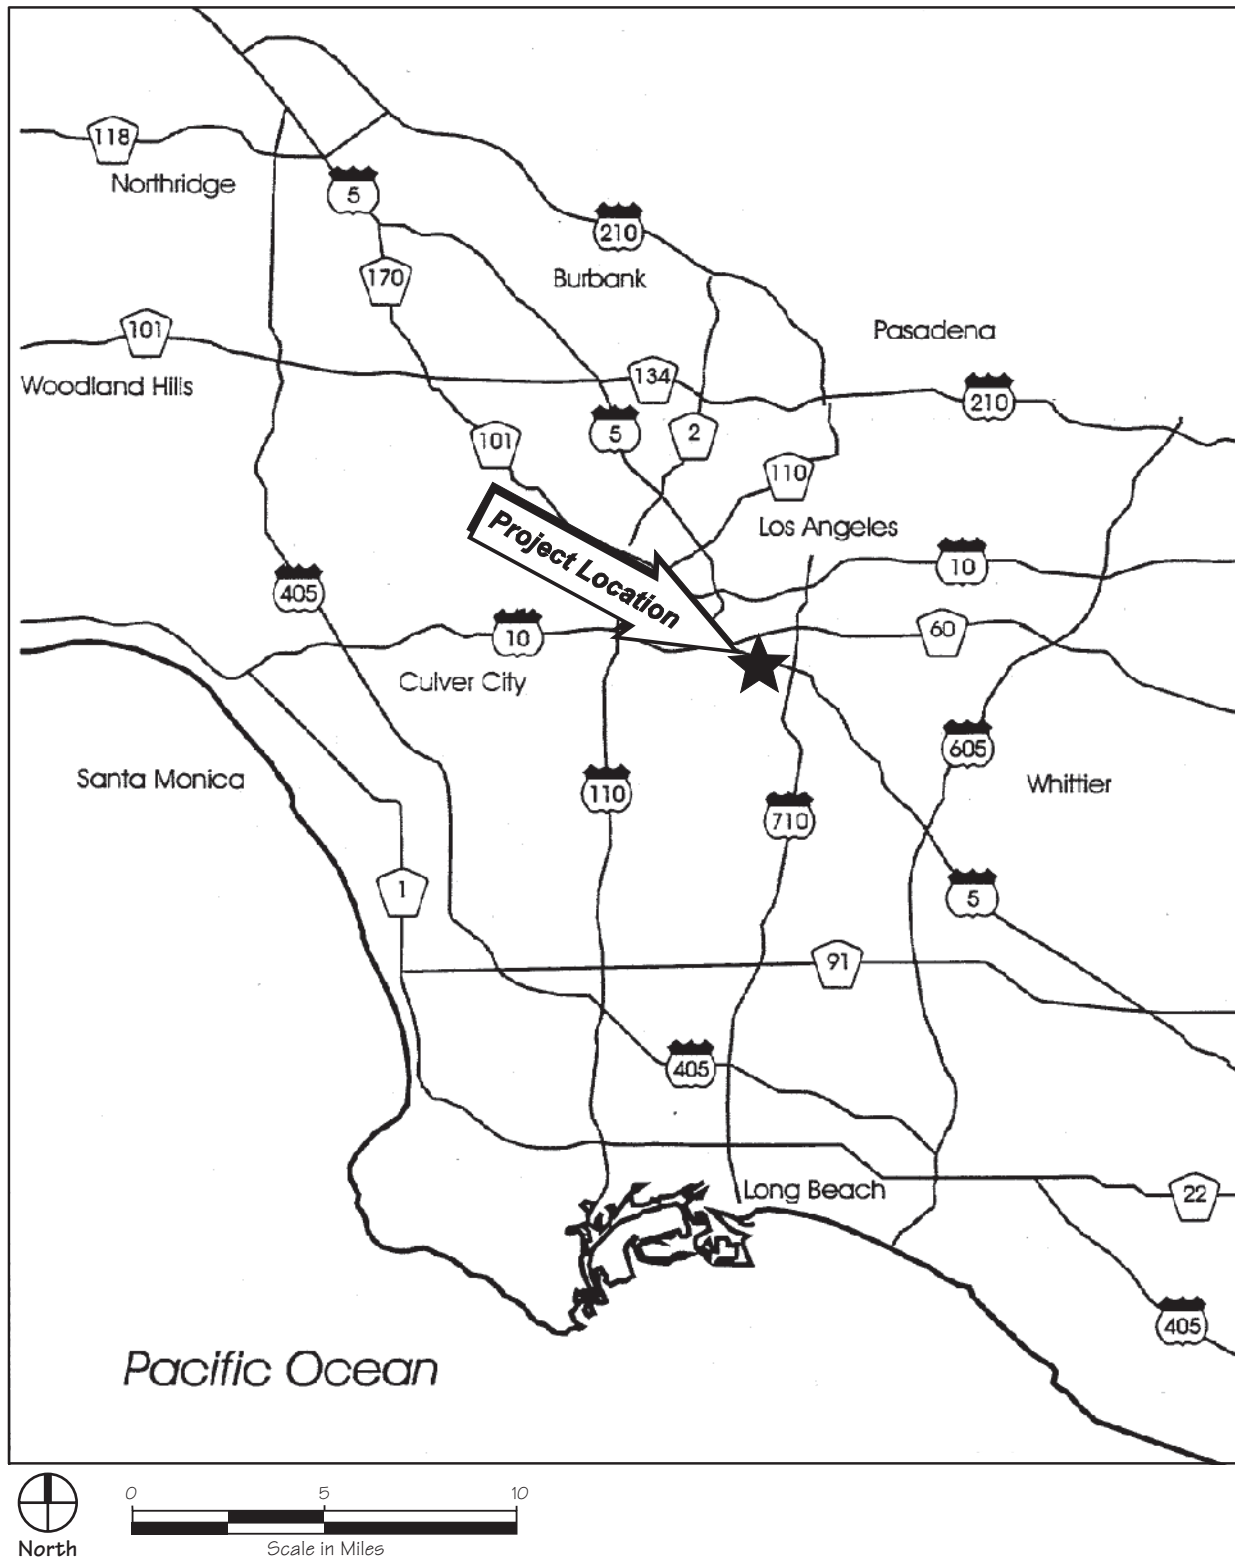 118
Northridge
5
210
170
Burbank
101
Pasadena
134
Woodland Hills
210
5
2
101
110
Los Angeles
Project Location
10
405
60
10
Culver City
605
Santa Monica
Whittier
110
710
1
5
91
405
Long Beach
22
405
Pacific Ocean
0 5 10
Scale in Miles
North